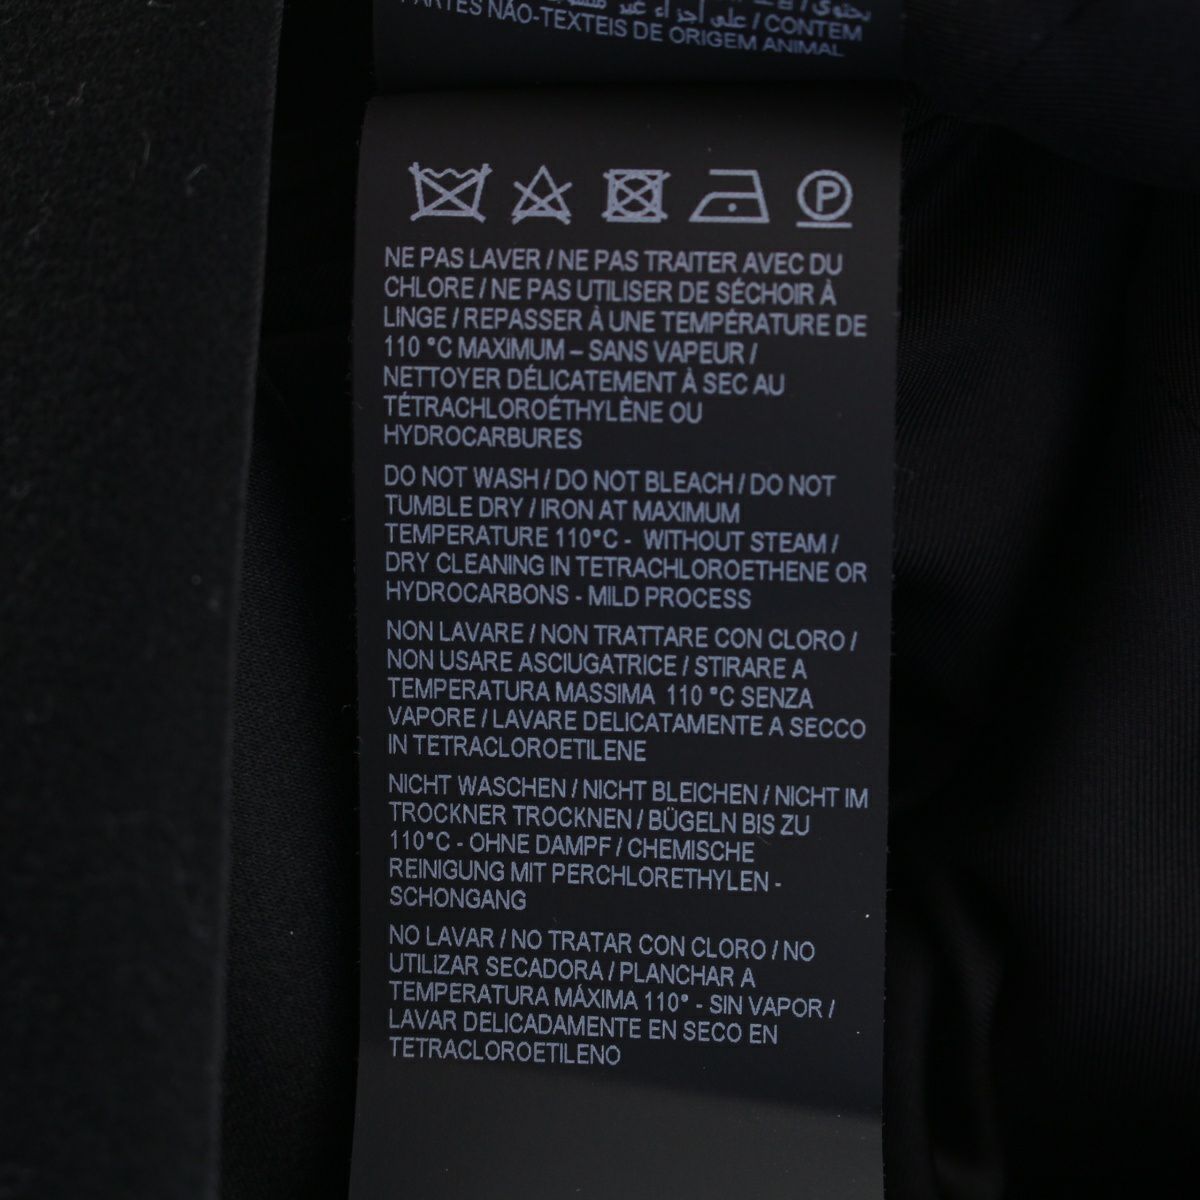 يحتوي / على أجزاء غير / CONTEM
PARTES NÃO-TÊXTEIS DE ORIGEM ANIMAL
P
NE PAS LAVER / NE PAS TRAITER AVEC DU
CHLORE / NE PAS UTILISER DE SÉCHOIR À
LINGE / REPASSER À UNE TEMPÉRATURE DE
110 °C MAXIMUM – SANS VAPEUR /
NETTOYER DÉLICATEMENT À SEC AU
TÉTRACHLOROÉTHYLÈNE OU
HYDROCARBURES
DO NOT WASH / DO NOT BLEACH / DO NOT
TUMBLE DRY / IRON AT MAXIMUM
TEMPERATURE 110°C - WITHOUT STEAM /
DRY CLEANING IN TETRACHLOROETHENE OR
HYDROCARBONS - MILD PROCESS
NON LAVARE / NON TRATTARE CON CLORO /
NON USARE ASCIUGATRICE / STIRARE A
TEMPERATURA MASSIMA 110 °C SENZA
VAPORE / LAVARE DELICATAMENTE A SECCO
IN TETRACLOROETILENE
NICHT WASCHEN / NICHT BLEICHEN / NICHT IM
TROCKNER TROCKNEN / BÜGELN BIS ZU
110°C - OHNE DAMPF / CHEMISCHE
REINIGUNG MIT PERCHLORETHYLEN -
SCHONGANG
NO LAVAR / NO TRATAR CON CLORO / NO
UTILIZAR SECADORA / PLANCHAR A
TEMPERATURA MÁXIMA 110° - SIN VAPOR /
LAVAR DELICADAMENTE EN SECO EN
TETRACLOROETILENO